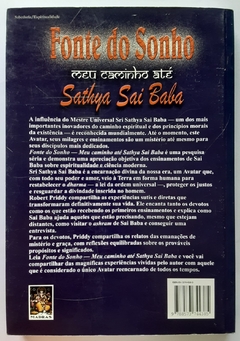 Autoajuda/Espiritualidade
Fonte do Sonho
meu caminho até
Sathya Sai Baba
A influência do Mestre Universal Sri Sathya Sai Baba — um dos mais
importantes inovadores do caminho espiritual e dos princípios morais
da existência — é reconhecida mundialmente. Até o momento, este
Avatar, seus milagres e ensinamentos são um mistério até mesmo para
seus discípulos mais dedicados.
Fonte do Sonho — Meu caminho até Sathya Sai Baba é uma pesquisa
séria e demonstra uma apreciação objetiva dos ensinamentos de Sai
Baba sobre espiritualidade e ciência moderna.
Sri Sathya Sai Baba é a encarnação divina da nossa era, um Avatar que,
com todo seu poder e amor, veio à Terra em forma humana para
restabelecer o dharma — a lei da ordem universal —, proteger os justos
e resguardar a divindade interior do homem.
Robert Priddy compartilha as experiências sutis e diretas que
transformaram definitivamente sua vida. Ele encanta tanto os devotos
como os que estão recebendo os primeiros ensinamentos e explica como
Sai Baba ajuda aqueles que estão precisando, mesmo que estejam
distantes, como visitar o ashram de Sai Baba e conseguir uma
entrevista.
Para os devotos, Priddy compartilha os relatos das emanações de
mistério e graça, com reflexões equilibradas sobre os prováveis
propósitos e significados.
Leia Fonte do Sonho — Meu caminho até Sathya Sai Baba e você vai
compartilhar das magníficas experiências vividas pelo autor com aquele
que é considerado o único Avatar reencarnado de todos os tempos.
MADRAS